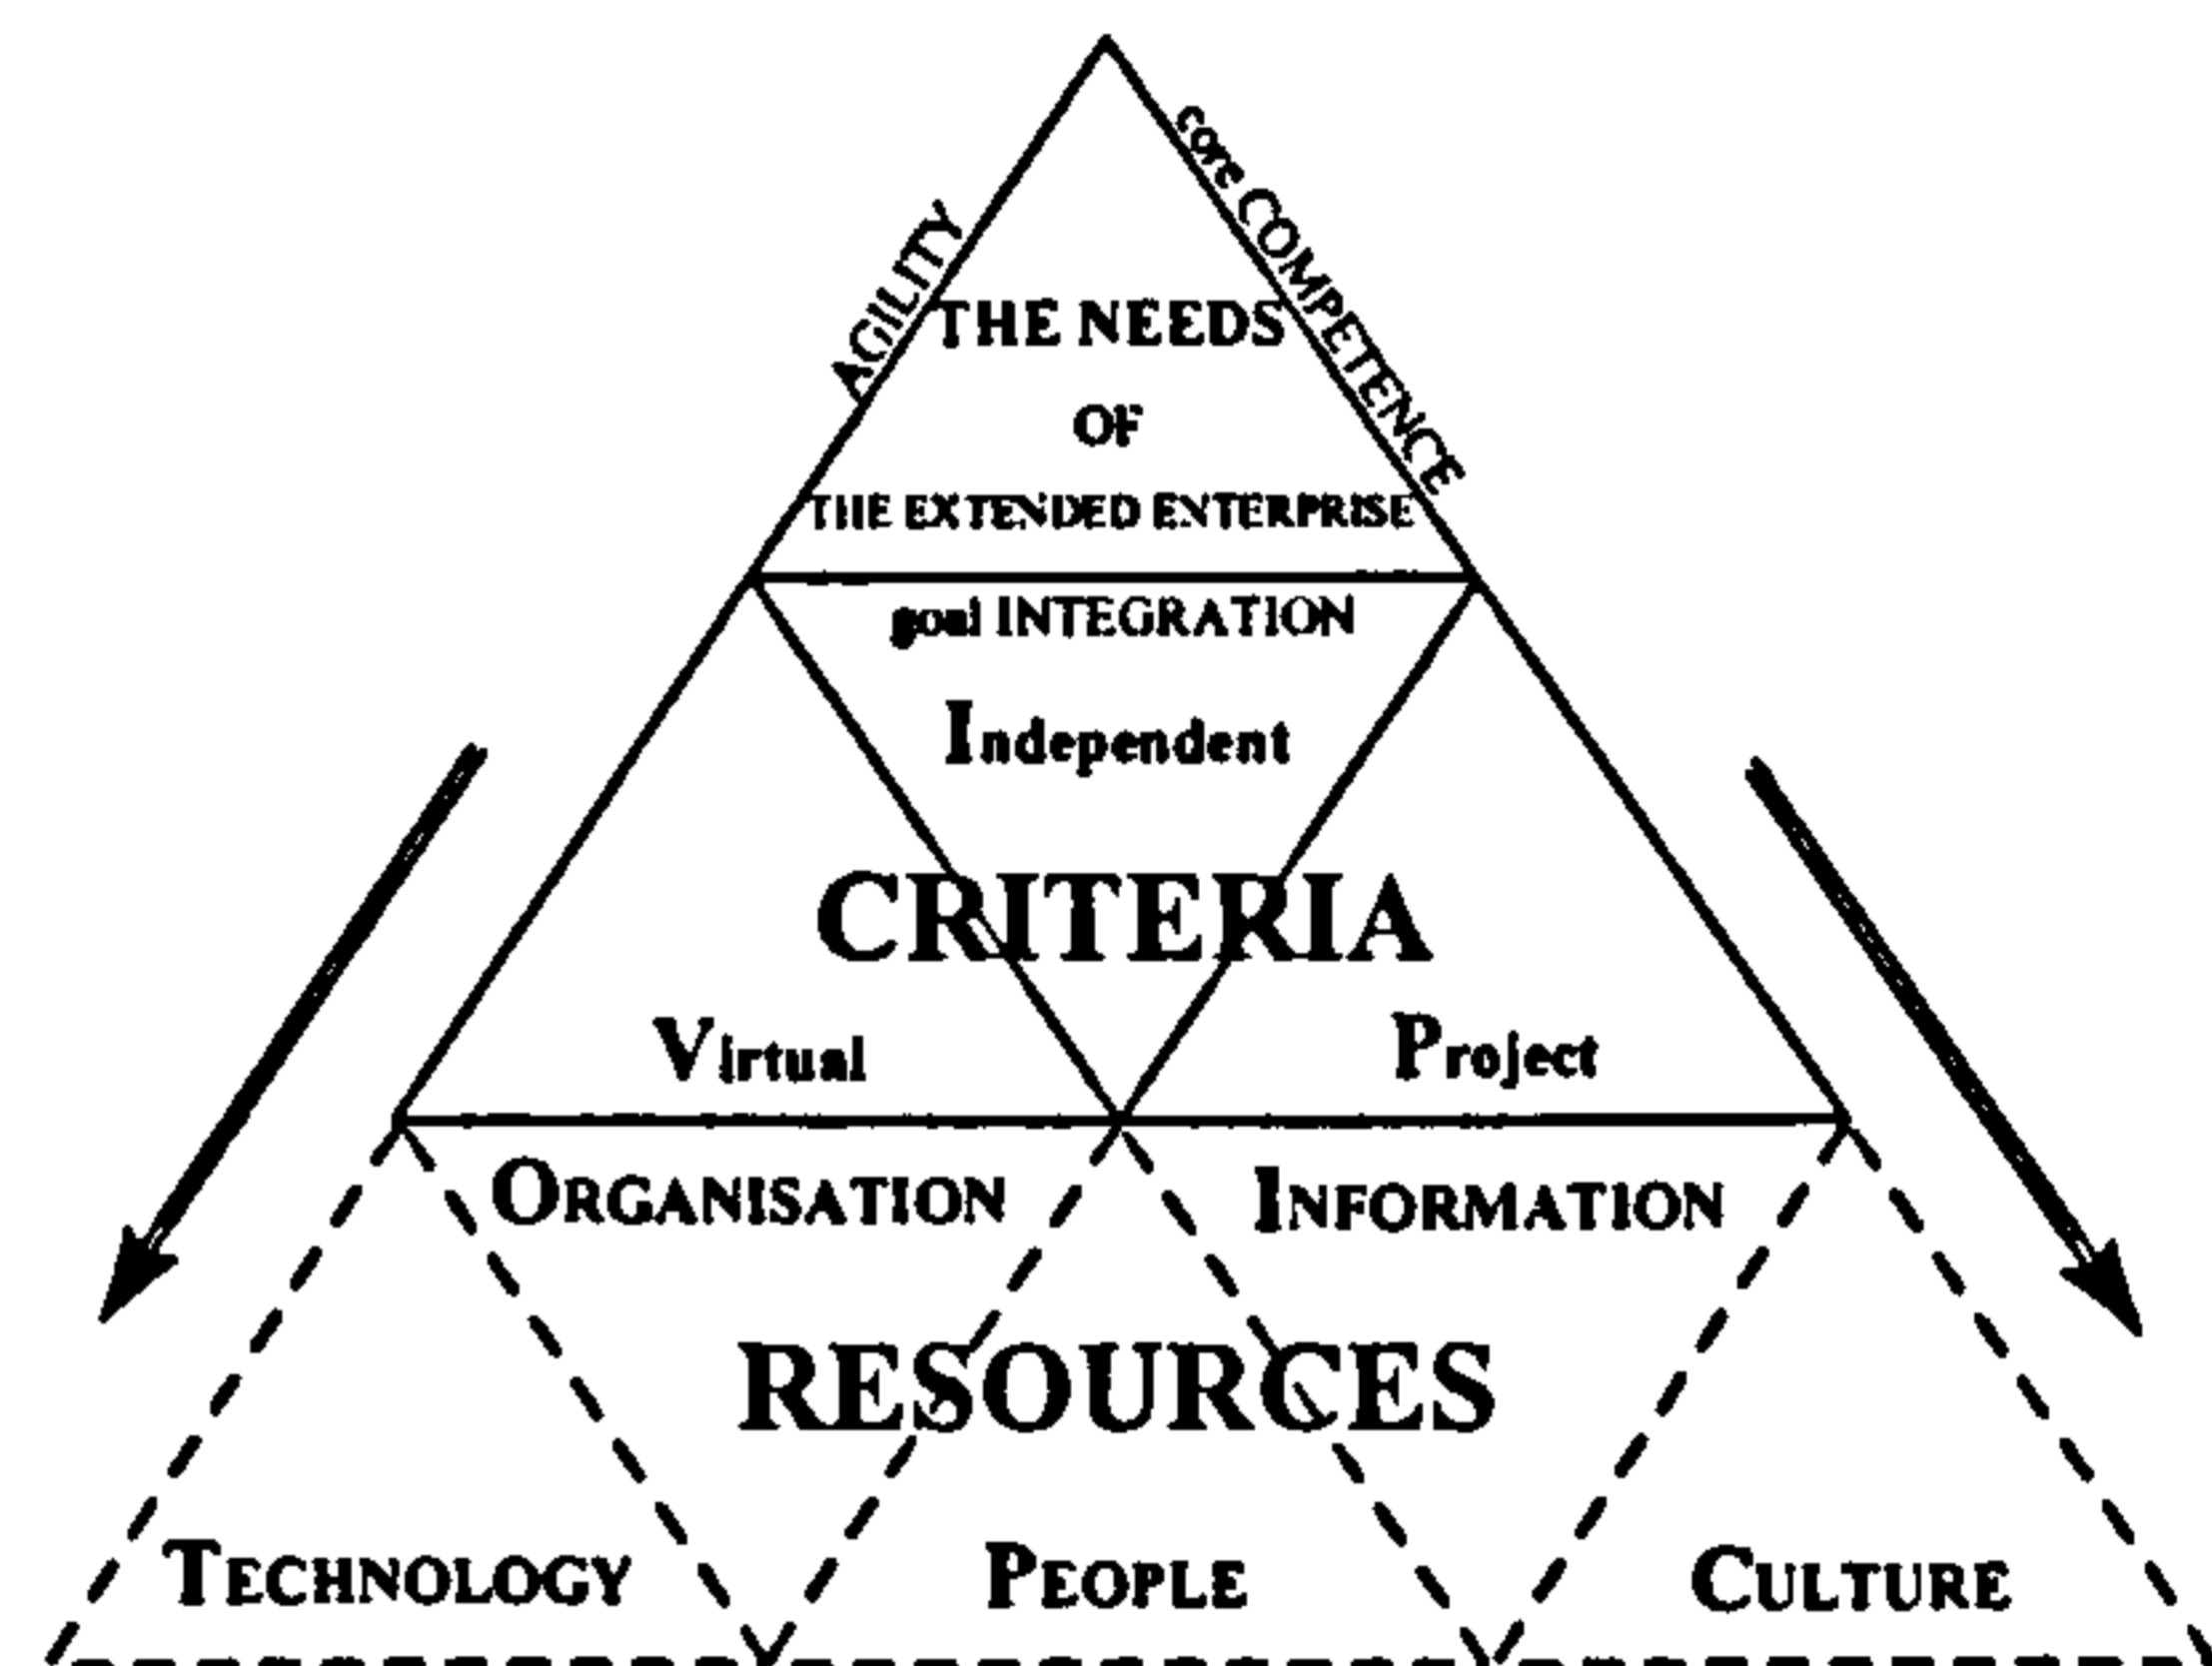 core COMPETENCE
AGILITY
THE NEEDS
OF
THE EXTENDED ENTERPRISE
goal INTEGRATION
Independent
CRITERIA
Virtual Project
ORGANISATION INFORMATION
RESOURCES
TECHNOLOGY PEOPLE CULTURE